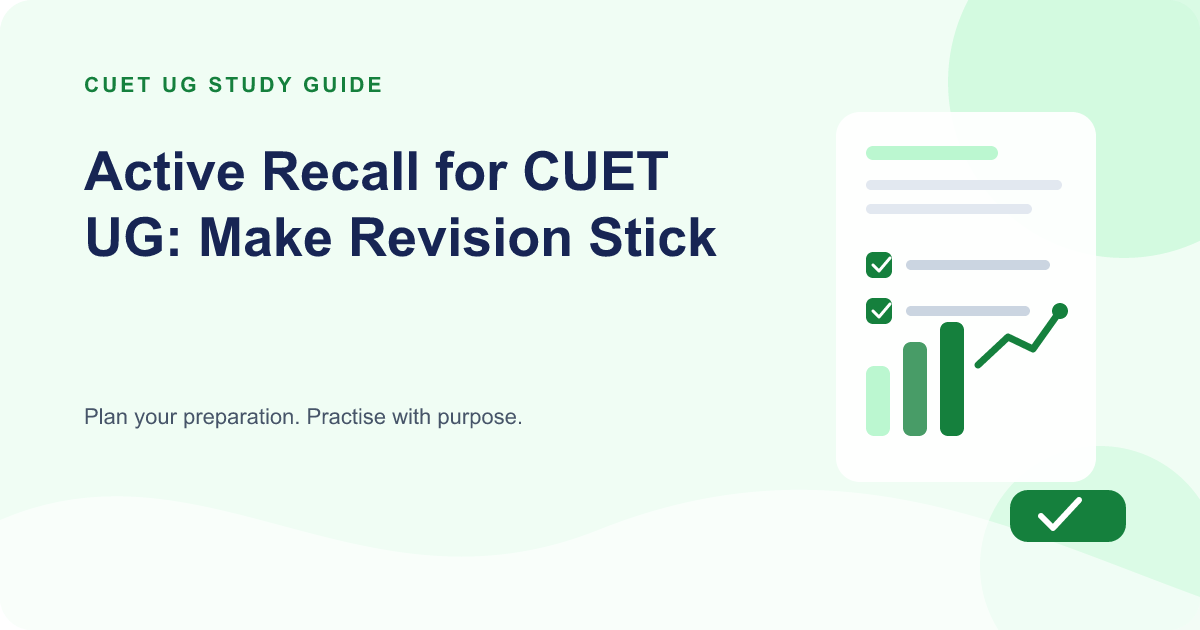 CUET UG STUDY GUIDE
Active Recall for CUET
UG: Make Revision Stick
Plan your preparation. Practise with purpose.